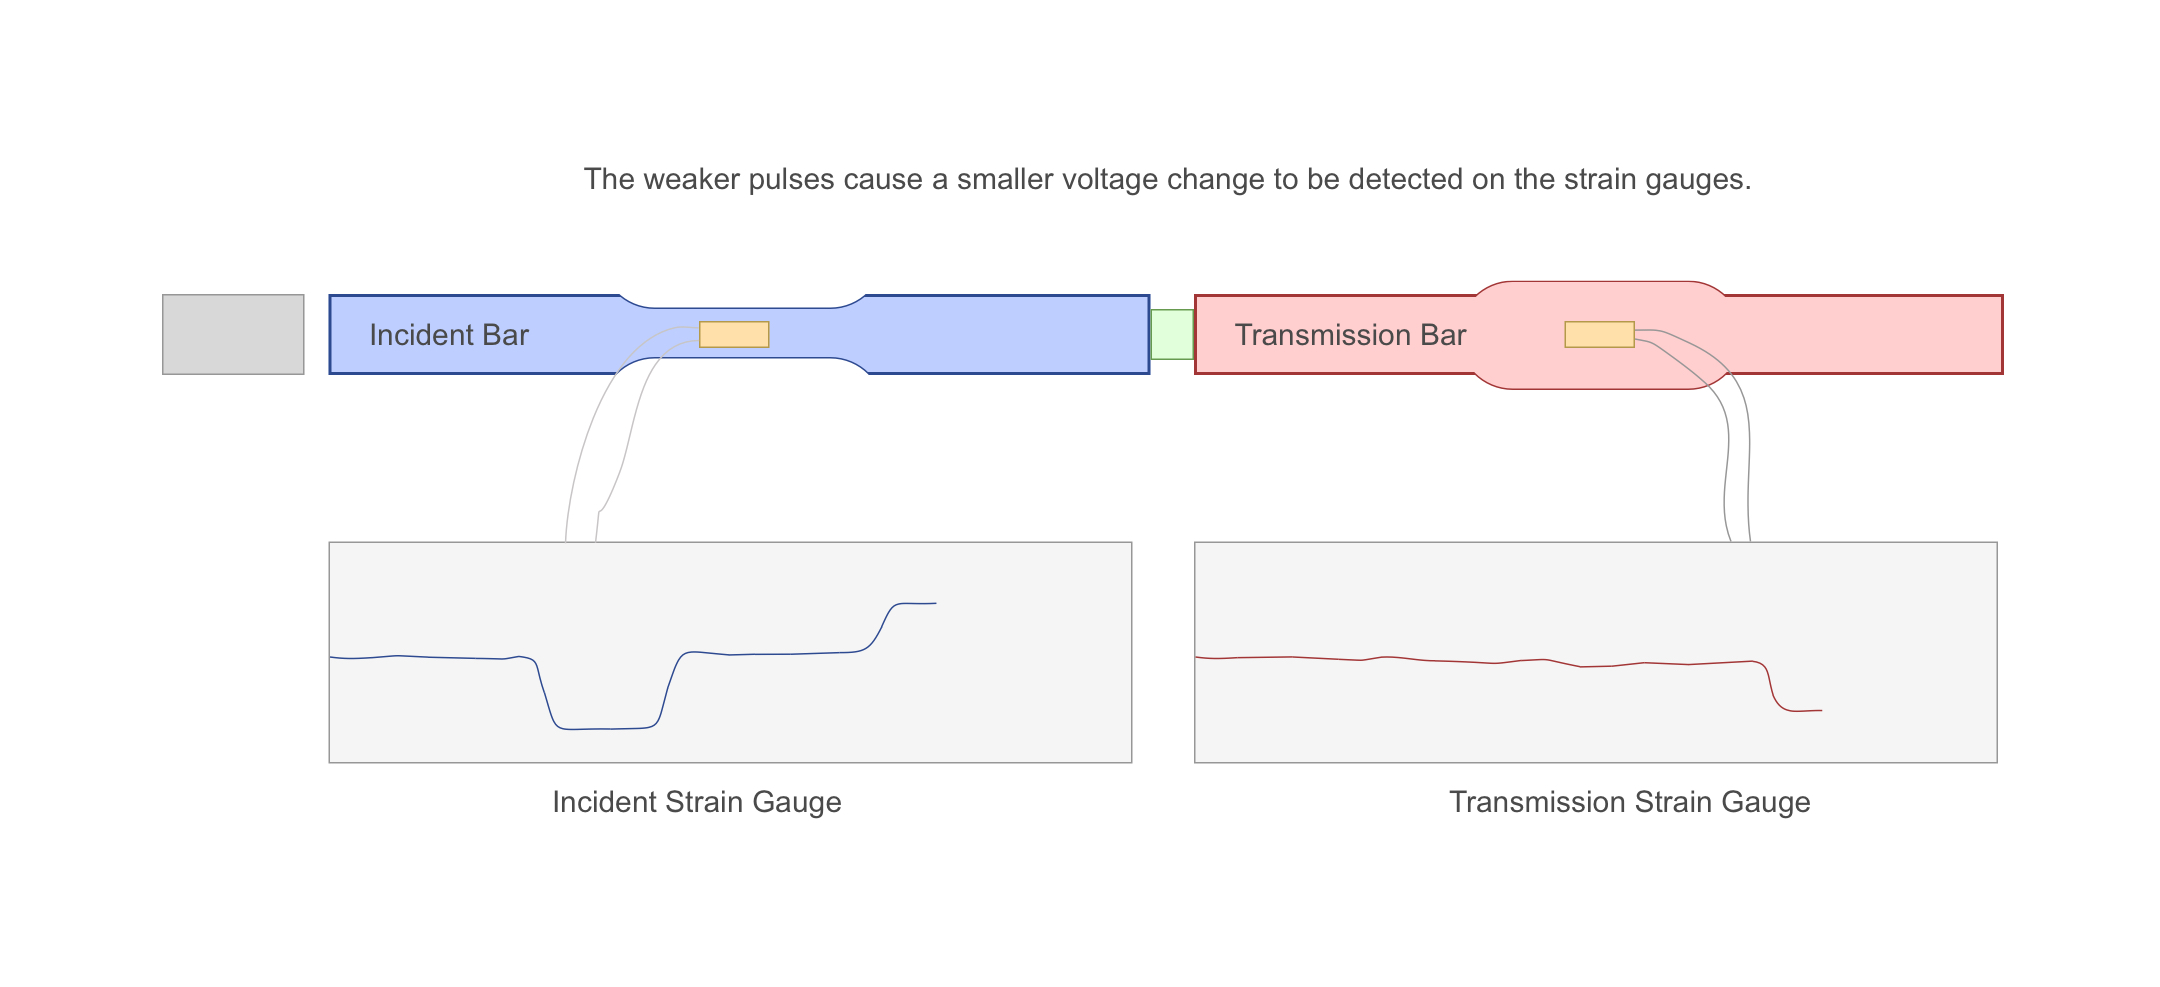 The weaker pulses cause a smaller voltage change to be detected on the strain gauges.
Incident Bar
Transmission Bar
Incident Strain Gauge
Transmission Strain Gauge